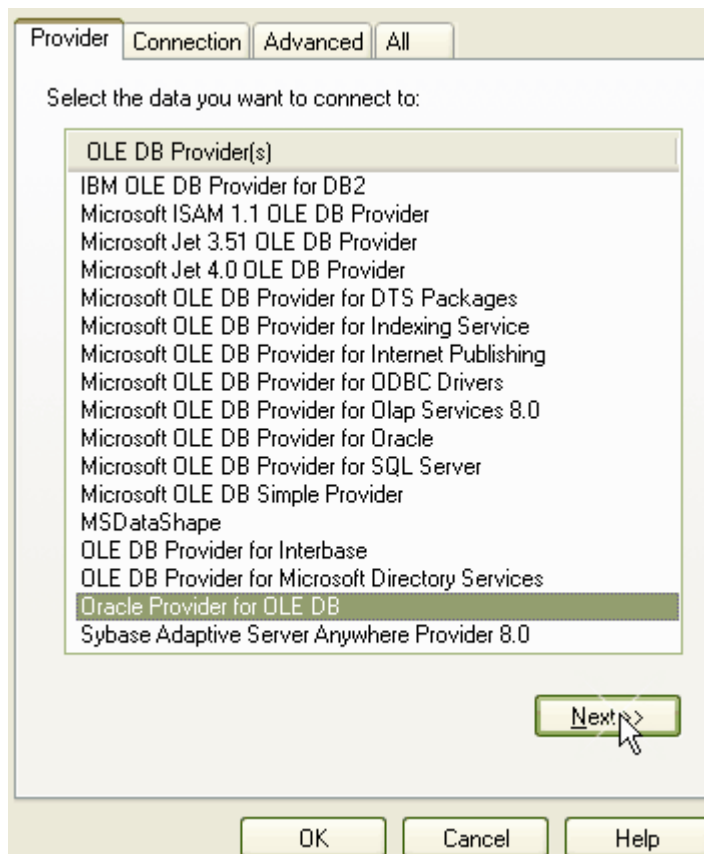 Provider Connection Advanced All
Select the data you want to connect to:
OLE DB Provider(s)
IBM OLE DB Provider for DB2
Microsoft ISAM 1.1 OLE DB Provider
Microsoft Jet 3.51 OLE DB Provider
Microsoft Jet 4.0 OLE DB Provider
Microsoft OLE DB Provider for DTS Packages
Microsoft OLE DB Provider for Indexing Service
Microsoft OLE DB Provider for Internet Publishing
Microsoft OLE DB Provider for ODBC Drivers
Microsoft OLE DB Provider for Olap Services 8.0
Microsoft OLE DB Provider for Oracle
Microsoft OLE DB Provider for SQL Server
Microsoft OLE DB Simple Provider
MSDataShape
OLE DB Provider for Interbase
OLE DB Provider for Microsoft Directory Services
Oracle Provider for OLE DB
Sybase Adaptive Server Anywhere Provider 8.0
Next >>
OK Cancel Help